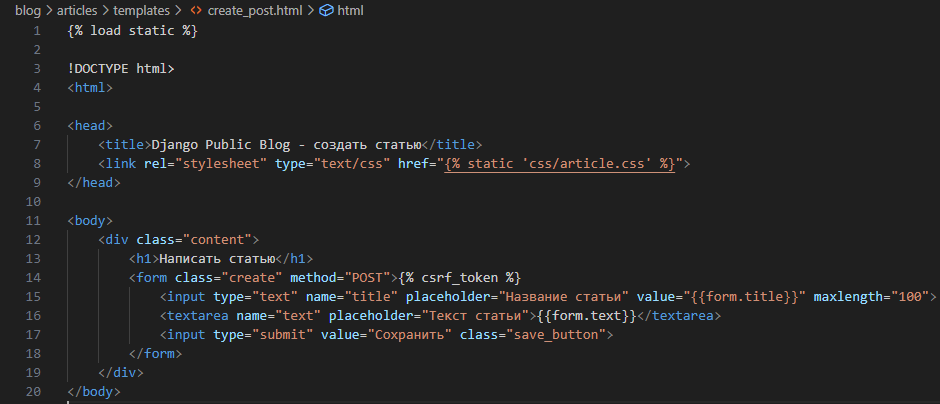 blog > articles > templates > <> create_post.html > html
1 {% load static %}
2
3 !DOCTYPE html>
4 <html>
5
6 <head>
7 <title>Django Public Blog - создать статью</title>
8 <link rel="stylesheet" type="text/css" href="{% static 'css/article.css' %}">
9 </head>
10
11 <body>
12 <div class="content">
13 <h1>Написать статью</h1>
14 <form class="create" method="POST">{% csrf_token %}
15 <input type="text" name="title" placeholder="Название статьи" value="{{form.title}}" maxlength="100">
16 <textarea name="text" placeholder="Текст статьи">{{form.text}}</textarea>
17 <input type="submit" value="Сохранить" class="save_button">
18 </form>
19 </div>
20 </body>